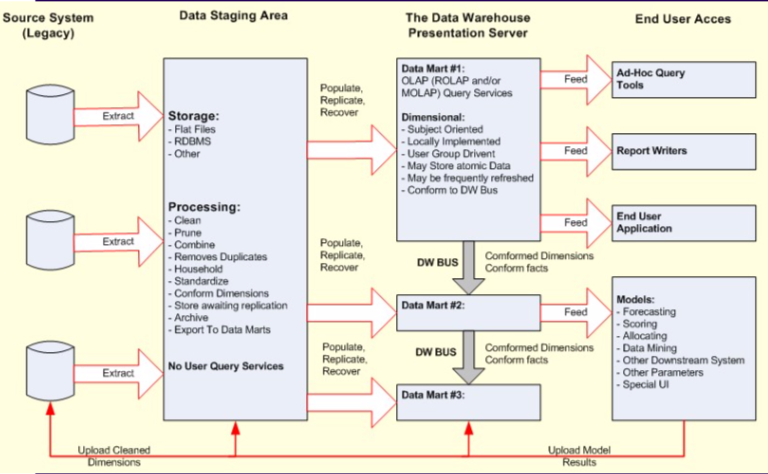 Source System
(Legacy)
Data Staging Area
The Data Warehouse
Presentation Server
End User Acces
Extract
Extract
Extract
Storage:
- Flat Files
- RDBMS
- Other
Processing:
- Clean
- Prune
- Combine
- Removes Duplicates
- Household
- Standardize
- Conform Dimensions
- Store awaiting replication
- Archive
- Export To Data Marts
No User Query Services
Populate,
Replicate,
Recover
Populate,
Replicate,
Recover
Populate,
Replicate,
Recover
Data Mart #1:
OLAP (ROLAP and/or
MOLAP) Query Services
Dimensional:
- Subject Oriented
- Locally Implemented
- User Group Drivent
- May Store atomic Data
- May be frequently refreshed
- Conform to DW Bus
DW BUS
Comformed Dimensions
Conform facts
Data Mart #2:
DW BUS
Comformed Dimensions
Conform facts
Data Mart #3:
Feed
Feed
Feed
Feed
Ad-Hoc Query
Tools
Report Writers
End User
Application
Models:
- Forecasting
- Scoring
- Allocating
- Data Mining
- Other Downstream System
- Other Parameters
- Special UI
Upload Cleaned
Dimensions
Upload Model
Results